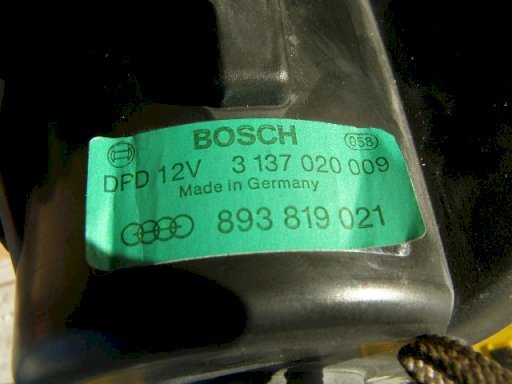 BOSCH
058
DPD 12V 3 137 020 009
Made in Germany
893 819 021